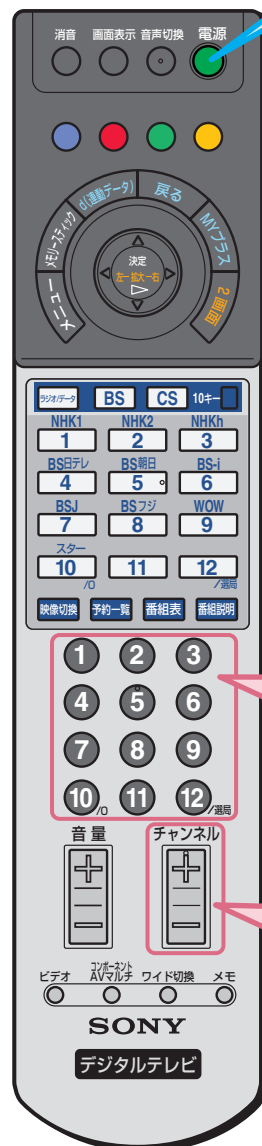 消音 画面表示 音声切換 電源
メニュー メモリースティック d(連動データ) 戻る MYプラス 2画面
決定
左ー拡大ー右
ラジオ/データ BS CS 10キー
NHK1 NHK2 NHKh
1 2 3
BS日テレ BS朝日 BS-i
4 5 6
BSJ BSフジ WOW
7 8 9
スター
10 11 12
/0 /選局
映像切換 予約一覧 番組表 番組説明
1 2 3
4 5 6
7 8 9
10 /0 11 12 /選局
音量 チャンネル
+ +
- -
ビデオ コンポーネント ワイド切換 メモ
AVマルチ
SONY
デジタルテレビ